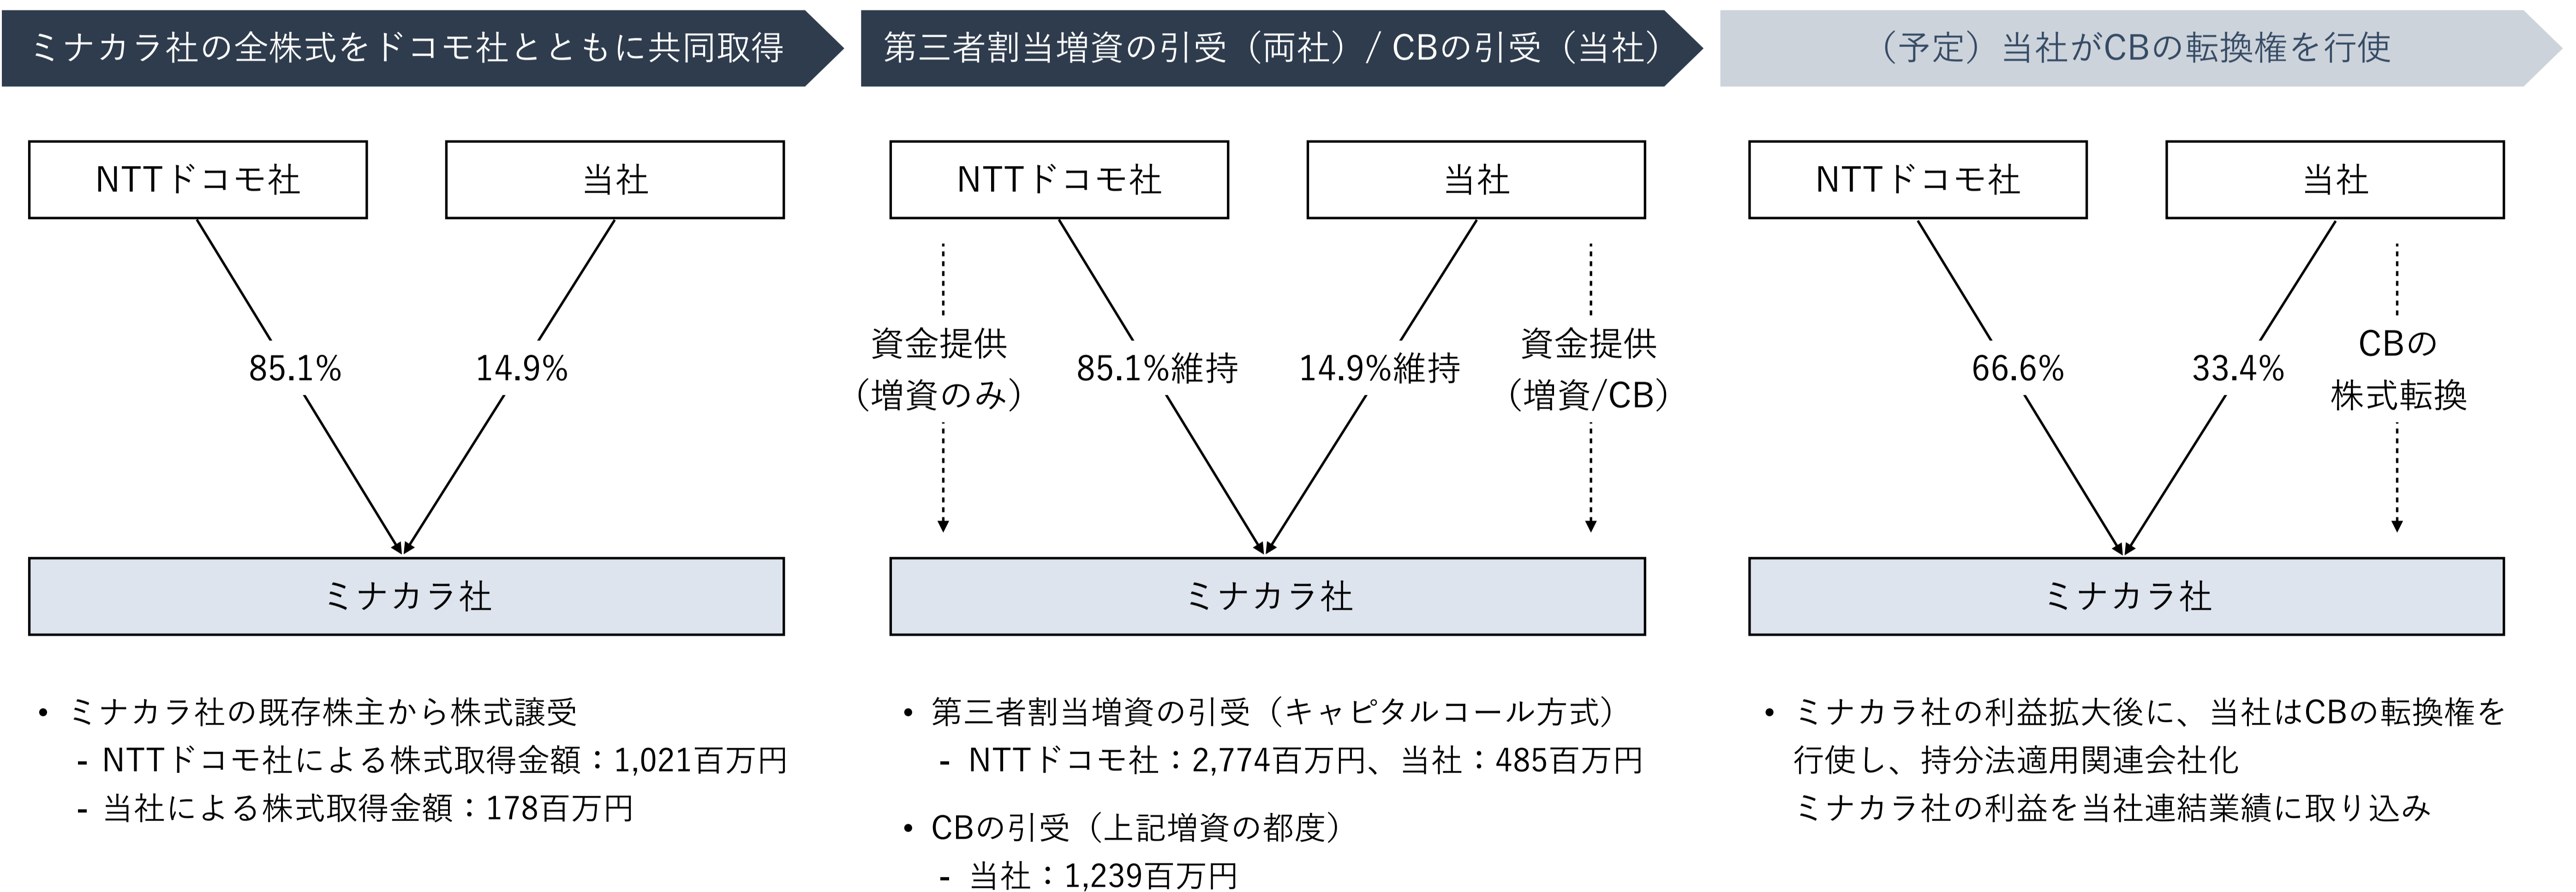 ミナカラ社の全株式をドコモ社とともに共同取得
第三者割当増資の引受（両社）/ CBの引受（当社）
（予定）当社がCBの転換権を行使
NTTドコモ社
当社
85.1%
14.9%
ミナカラ社
・ ミナカラ社の既存株主から株式譲受
- NTTドコモ社による株式取得金額：1,021百万円
- 当社による株式取得金額：178百万円
NTTドコモ社
当社
資金提供
（増資のみ）
85.1%維持
14.9%維持
資金提供
（増資/CB）
ミナカラ社
・ 第三者割当増資の引受（キャピタルコール方式）
- NTTドコモ社：2,774百万円、当社：485百万円
・ CBの引受（上記増資の都度）
- 当社：1,239百万円
NTTドコモ社
当社
66.6%
33.4%
CBの
株式転換
ミナカラ社
・ ミナカラ社の利益拡大後に、当社はCBの転換権を
行使し、持分法適用関連会社化
ミナカラ社の利益を当社連結業績に取り込み